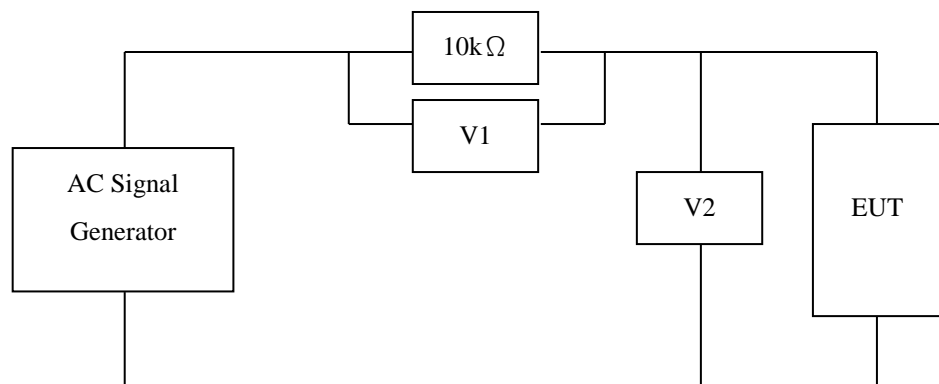 10kΩ
V1
AC Signal
Generator
V2
EUT